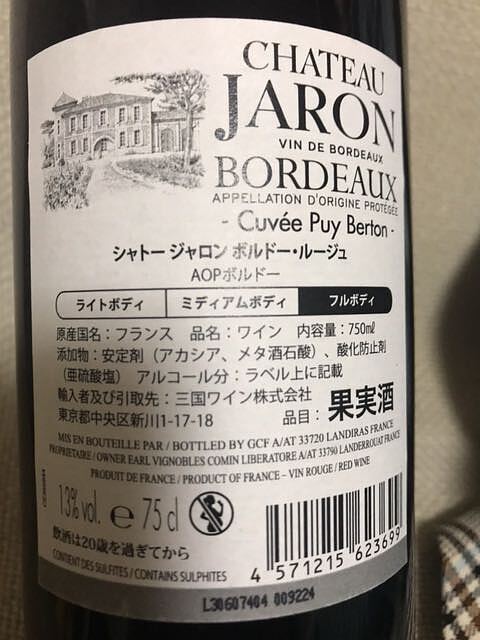 CHATEAU
JARON
VIN DE BORDEAUX
BORDEAUX
APPELLATION D'ORIGINE PROTÉGÉE
- Cuvée Puy Berton -
シャトー ジャロン ボルドー・ルージュ
AOPボルドー
ライトボディ ミディアムボディ フルボディ
原産国名：フランス 品名：ワイン 内容量：750㎖
添加物：安定剤（アカシア、メタ酒石酸）、酸化防止剤
（亜硫酸塩） アルコール分：ラベル上に記載
輸入者及び引取先：三国ワイン株式会社
東京都中央区新川1-17-18 品目：果実酒
MIS EN BOUTEILLE PAR / BOTTLED BY GCF A/AT 33720 LANDIRAS FRANCE
PROPRIETAIRE / OWNER EARL VIGNOBLES COMIN LIBERATORE A/AT 33790 LANDERROUAT FRANCE
PRODUIT DE FRANCE / PRODUCT OF FRANCE – VIN ROUGE / RED WINE
13% vol. e 75 cl
飲酒は20歳を過ぎてから
CONTIENT DES SULFITES / CONTAINS SULPHITES
4 571215 623699
L30607404 009224